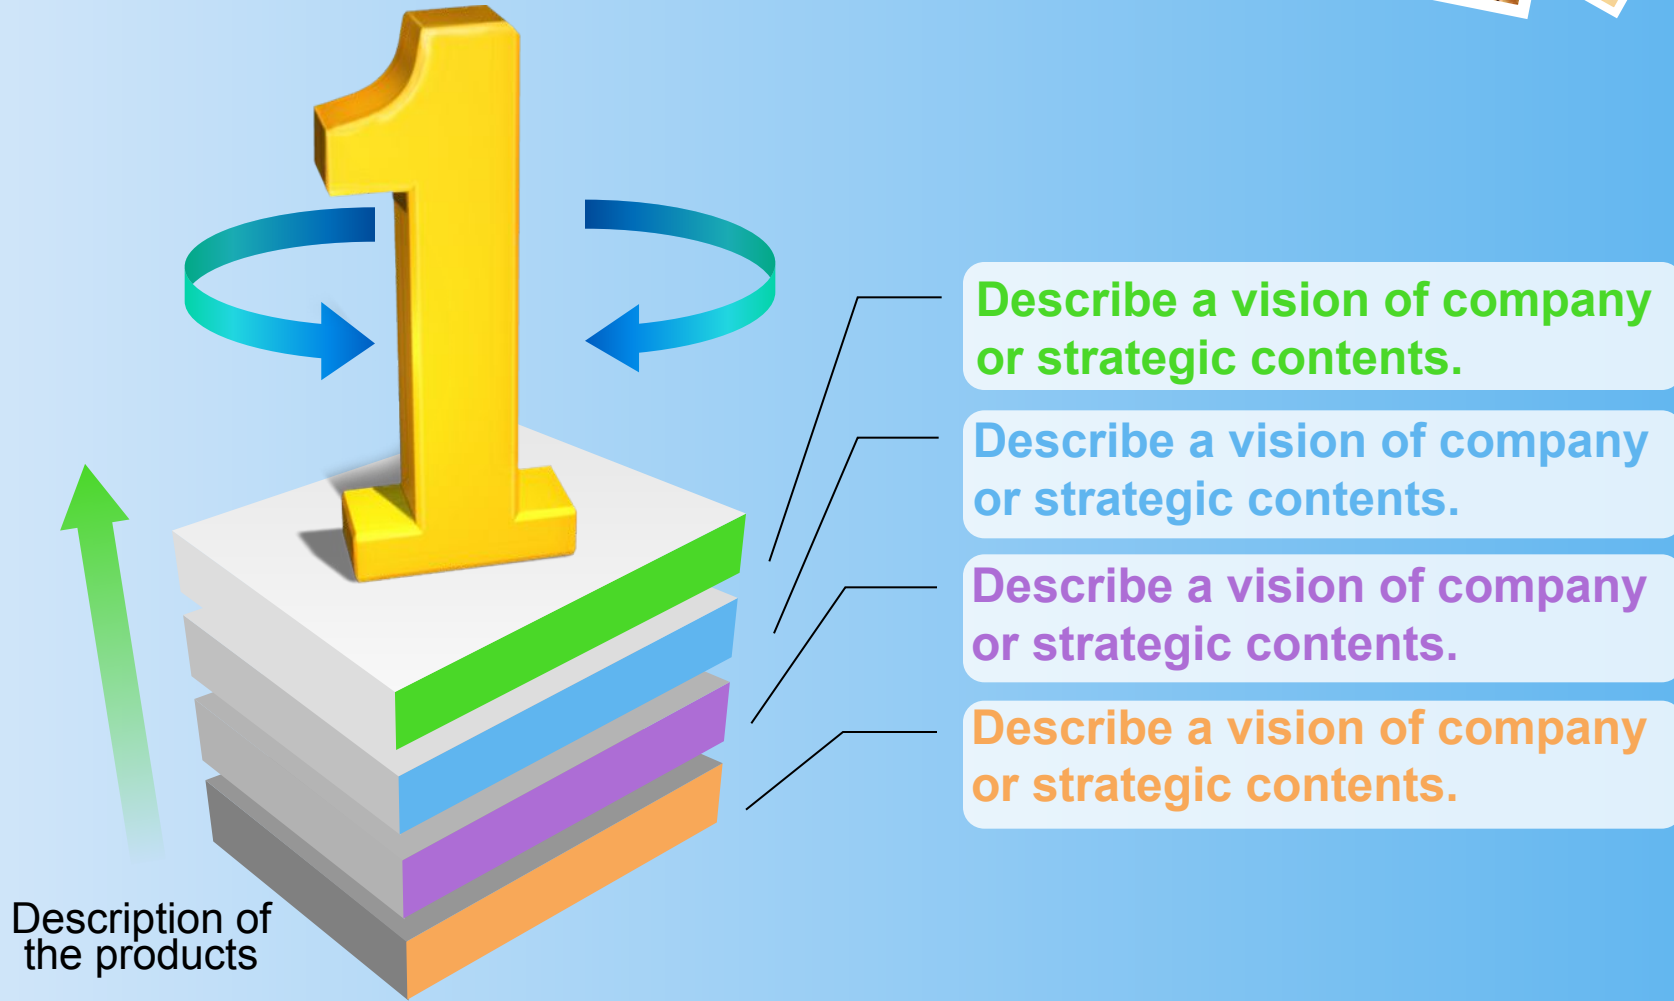 1
Describe a vision of company
or strategic contents.
Describe a vision of company
or strategic contents.
Describe a vision of company
or strategic contents.
Describe a vision of company
or strategic contents.
Description of
the products